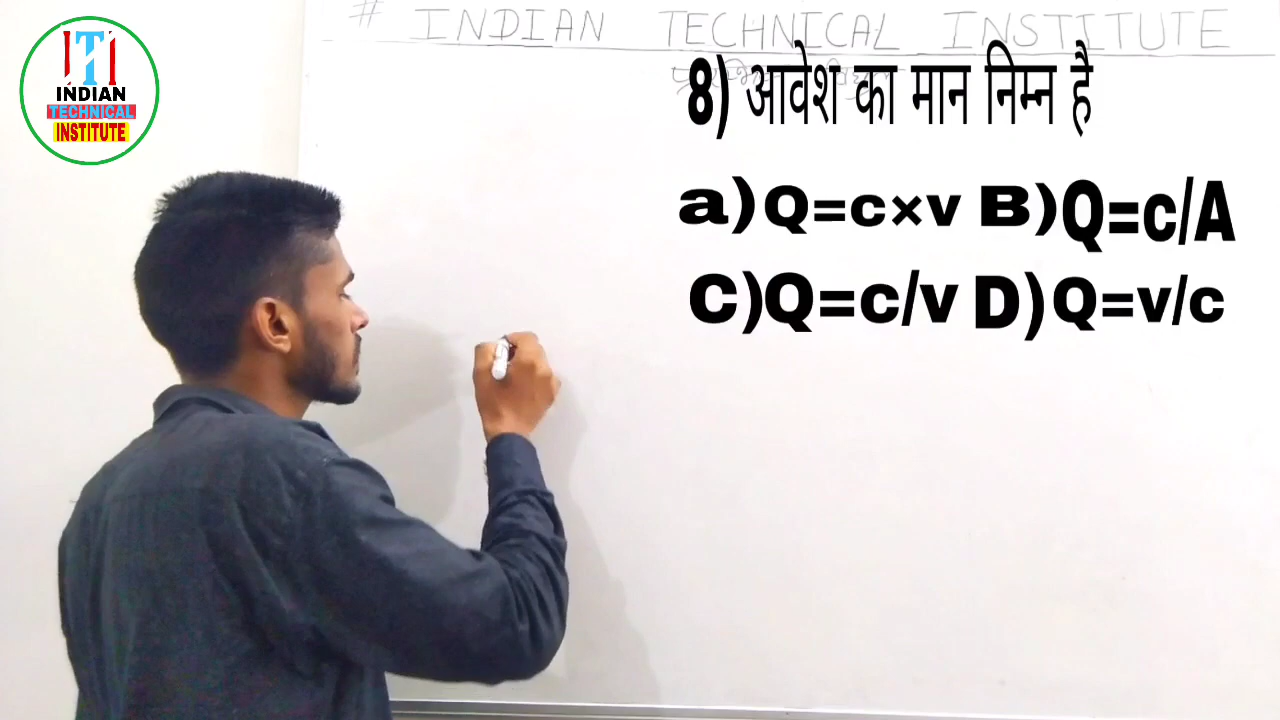 # INDIAN TECHNICAL INSTITUTE
ITI
INDIAN
TECHNICAL
INSTITUTE
8) आवेश का मान निम्न है
a) Q=c×v B) Q=c/A
C) Q=c/v D) Q=v/c